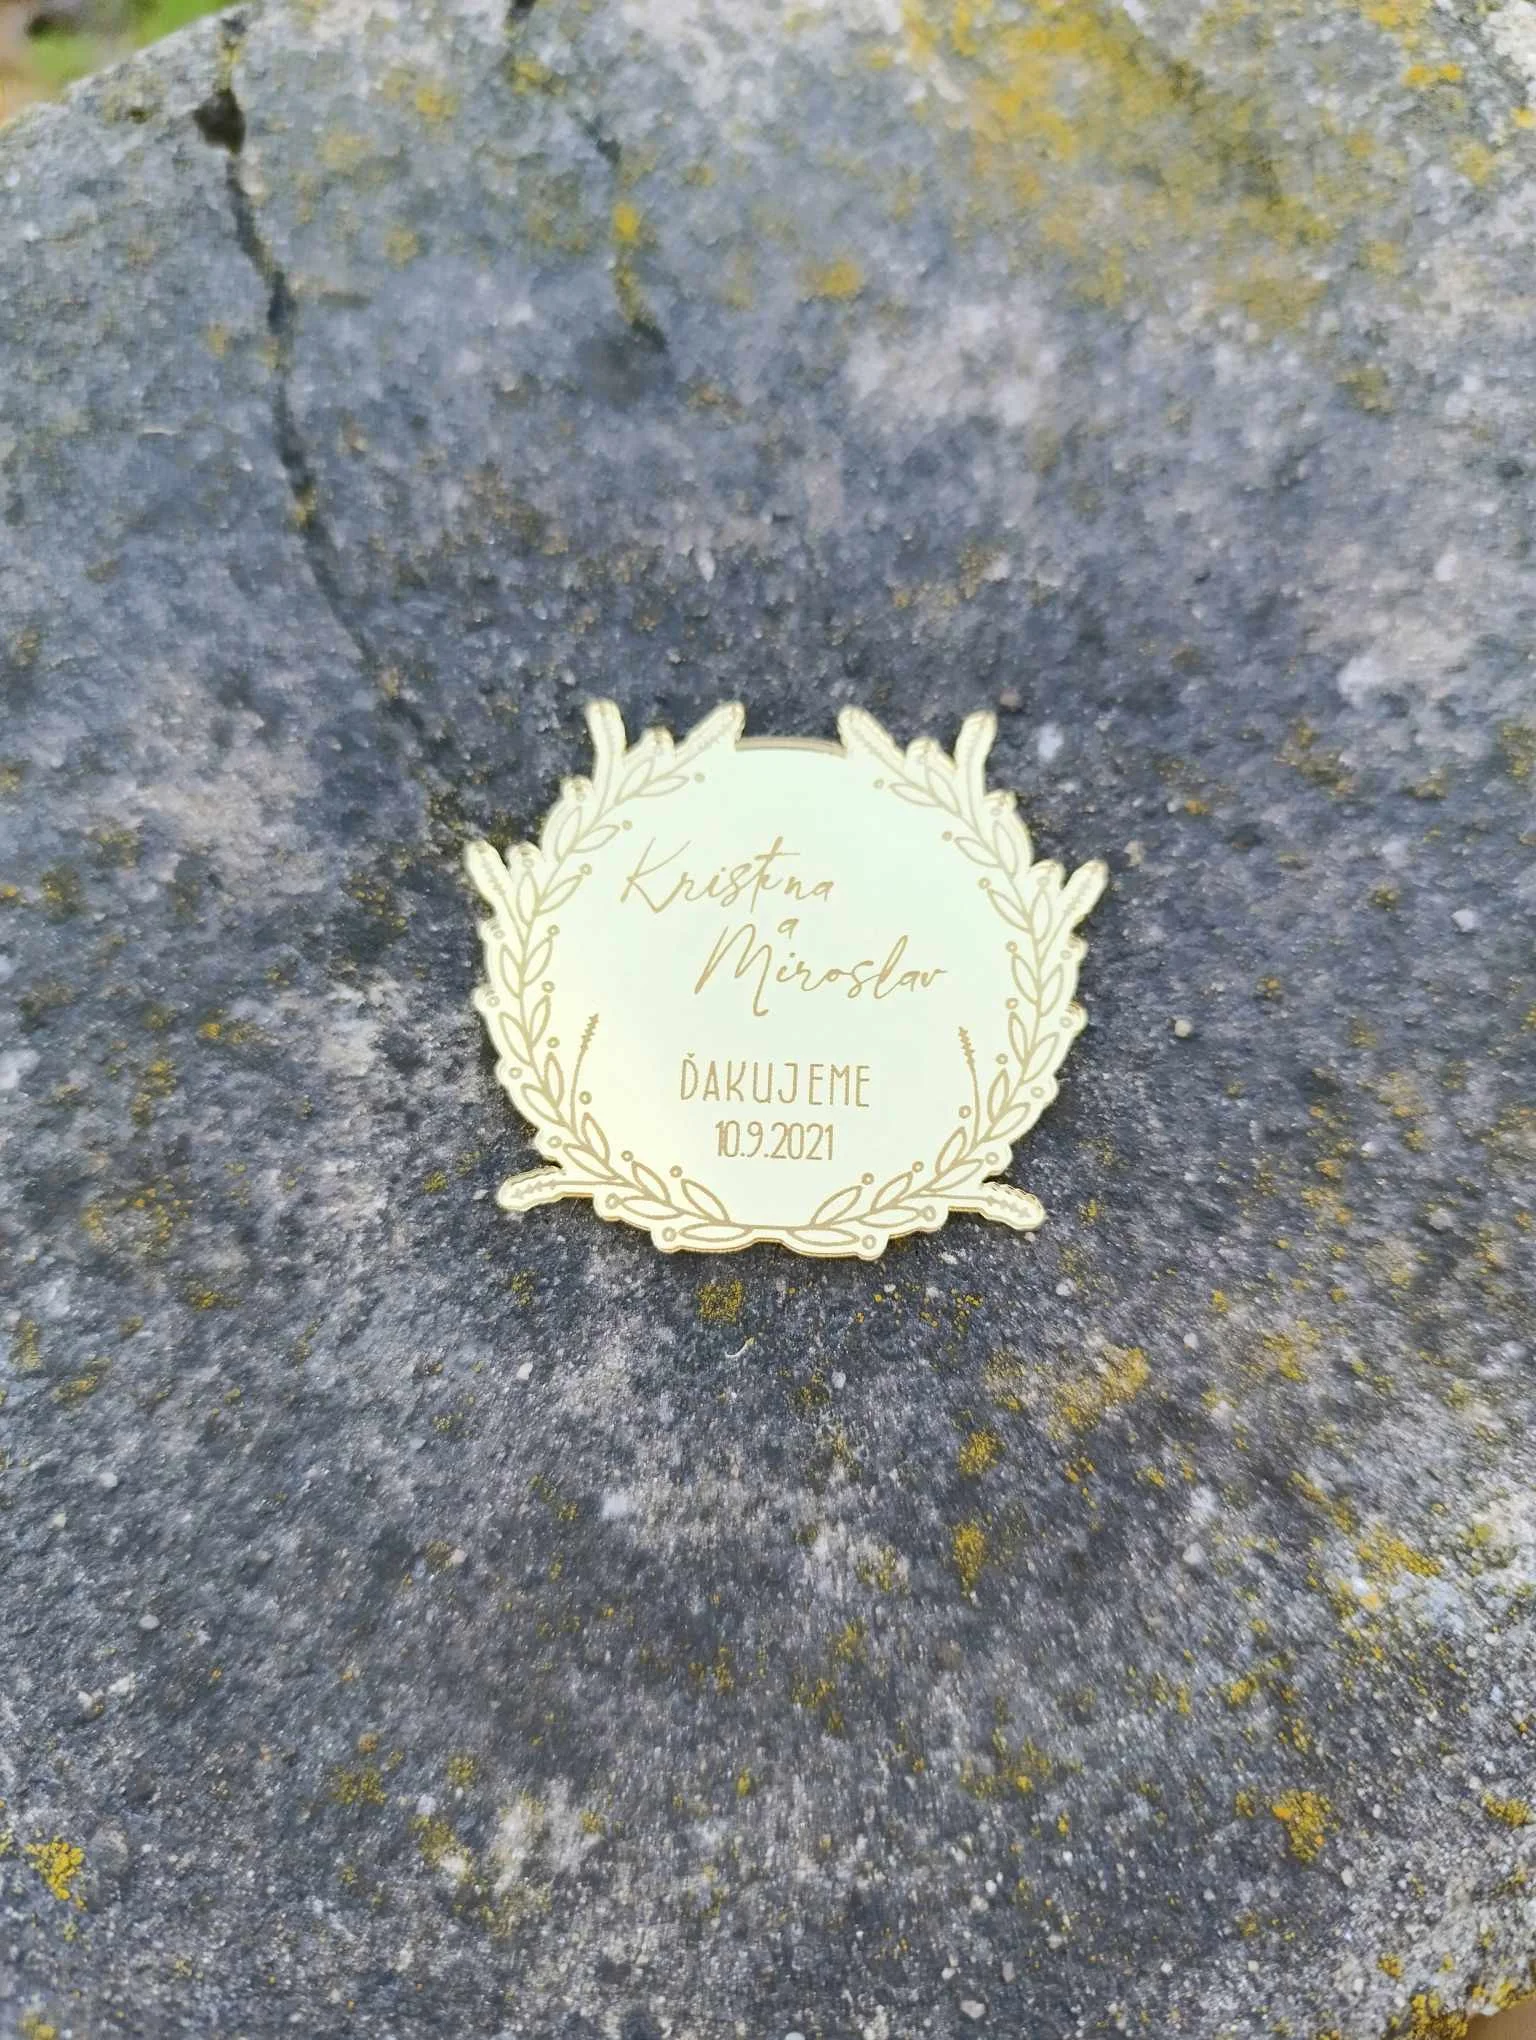 Kristína
a
Miroslav
ĎAKUJEME
10.9.2021